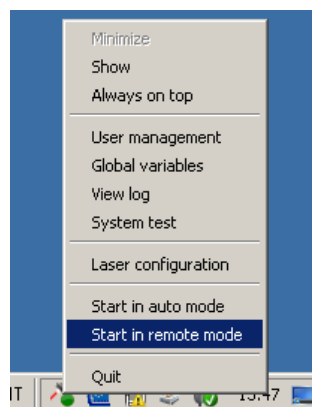 Minimize
Show
Always on top
User management
Global variables
View log
System test
Laser configuration
Start in auto mode
Start in remote mode
Quit